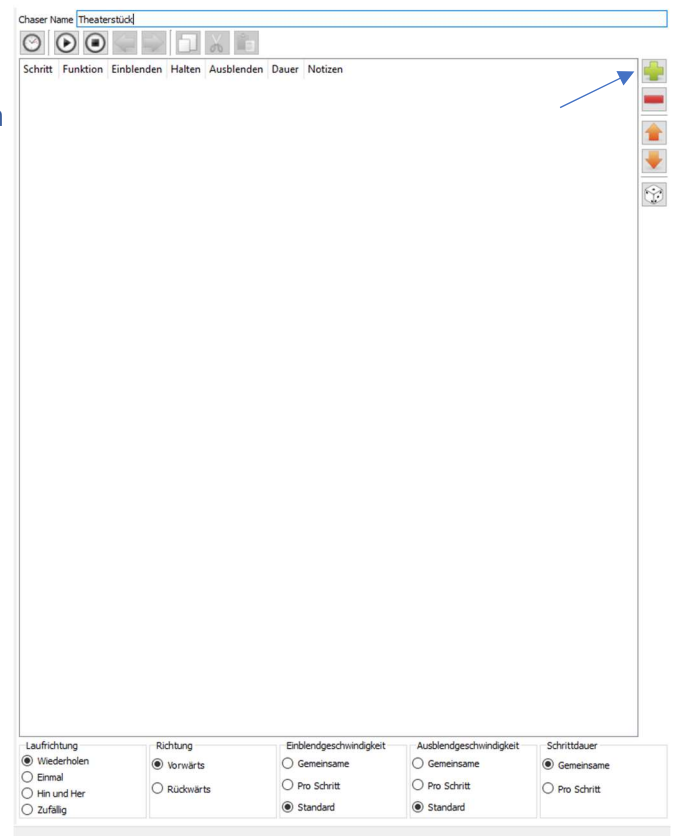 Chaser Name Theaterstück
Schritt Funktion Einblenden Halten Ausblenden Dauer Notizen
Laufrichtung
Wiederholen
Einmal
Hin und Her
Zufällig
Richtung
Vorwärts
Rückwärts
Einblendgeschwindigkeit
Gemeinsame
Pro Schritt
Standard
Ausblendgeschwindigkeit
Gemeinsame
Pro Schritt
Standard
Schrittdauer
Gemeinsame
Pro Schritt